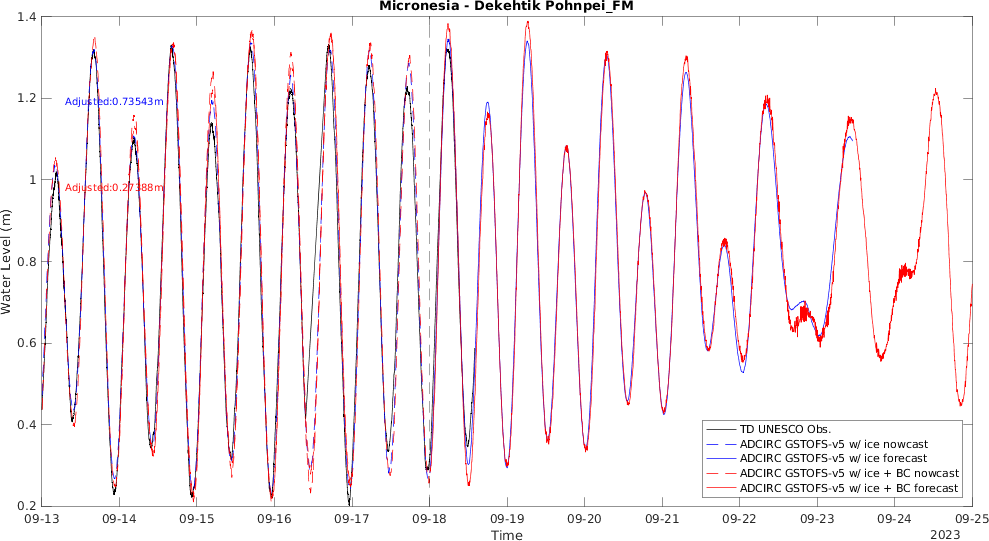 Micronesia - Dekehtik Pohnpei_FM
1.4
1.2
1
0.8
0.6
0.4
0.2
Water Level (m)
Adjusted:0.73543m
Adjusted:0.27388m
TD UNESCO Obs.
ADCIRC GSTOFS-v5 w/ ice nowcast
ADCIRC GSTOFS-v5 w/ ice forecast
ADCIRC GSTOFS-v5 w/ ice + BC nowcast
ADCIRC GSTOFS-v5 w/ ice + BC forecast
09-13 09-14 09-15 09-16 09-17 09-18 09-19 09-20 09-21 09-22 09-23 09-24 09-25
Time
2023